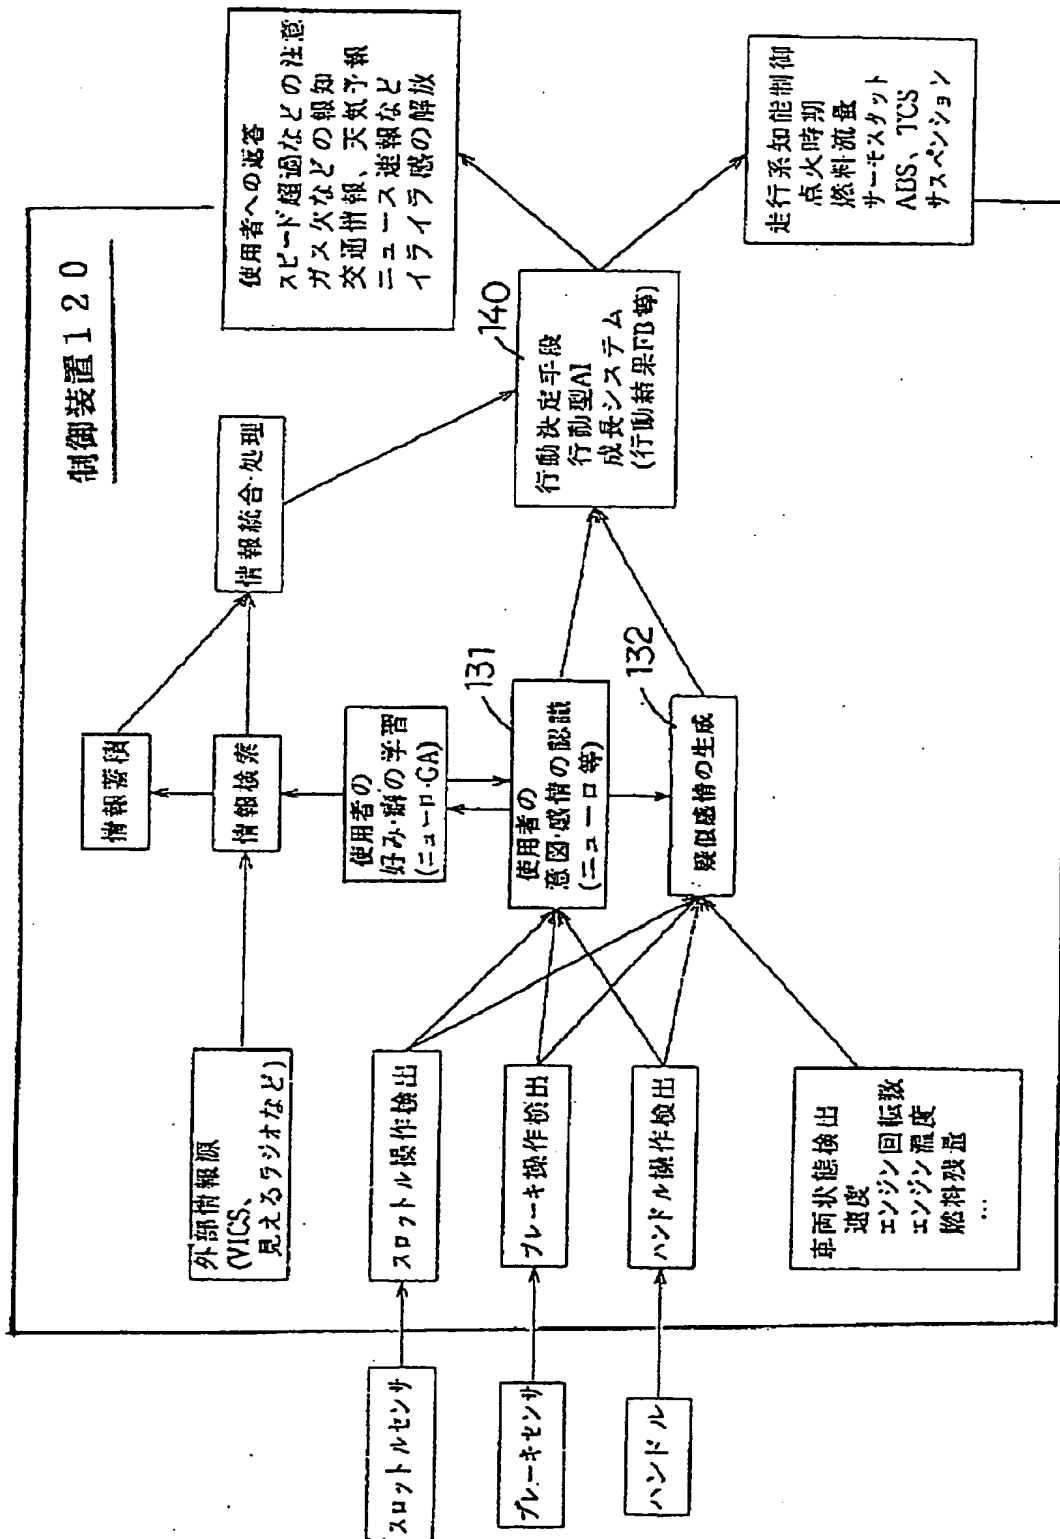 制御装置120
スロットルセンサ
ブレーキセンサ
ハンドル
外部情報源
(VICS、
見えるラジオなど)
スロットル操作検出
ブレーキ操作検出
ハンドル操作検出
車両状態検出
速度
エンジン回転数
エンジン温度
燃料残量
…
情報蓄積
情報検索
使用者の
好み・癖の学習
(ニューロ・GA)
131
使用者の
意図・感情の認識
(ニューロ等)
132
疑似感情の生成
情報統合・処理
140
行動決定手段
行動型AI
成長システム
(行動結果FB等)
使用者への返答
スピード超過などの注意
ガス欠などの報知
交通情報、天気予報
ニュース速報など
イライラ感の解放
走行系知能制御
点火時期
燃料流量
サーモスタット
ABS、TCS
サスペンション